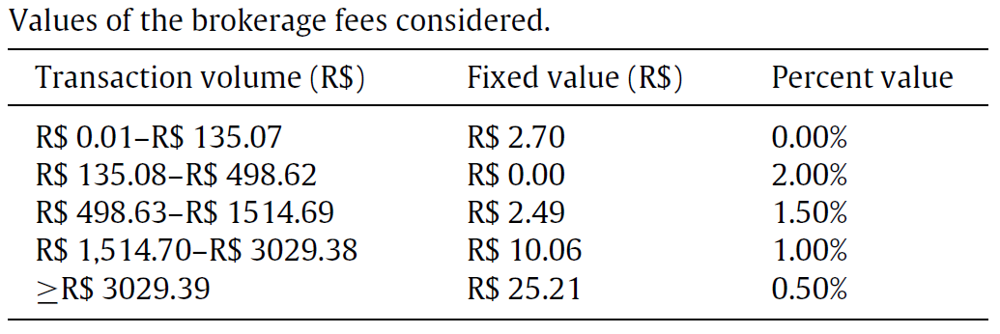 Values of the brokerage fees considered.
Transaction volume (R$) Fixed value (R$) Percent value
R$ 0.01–R$ 135.07 R$ 2.70 0.00%
R$ 135.08–R$ 498.62 R$ 0.00 2.00%
R$ 498.63–R$ 1514.69 R$ 2.49 1.50%
R$ 1,514.70–R$ 3029.38 R$ 10.06 1.00%
≥R$ 3029.39 R$ 25.21 0.50%